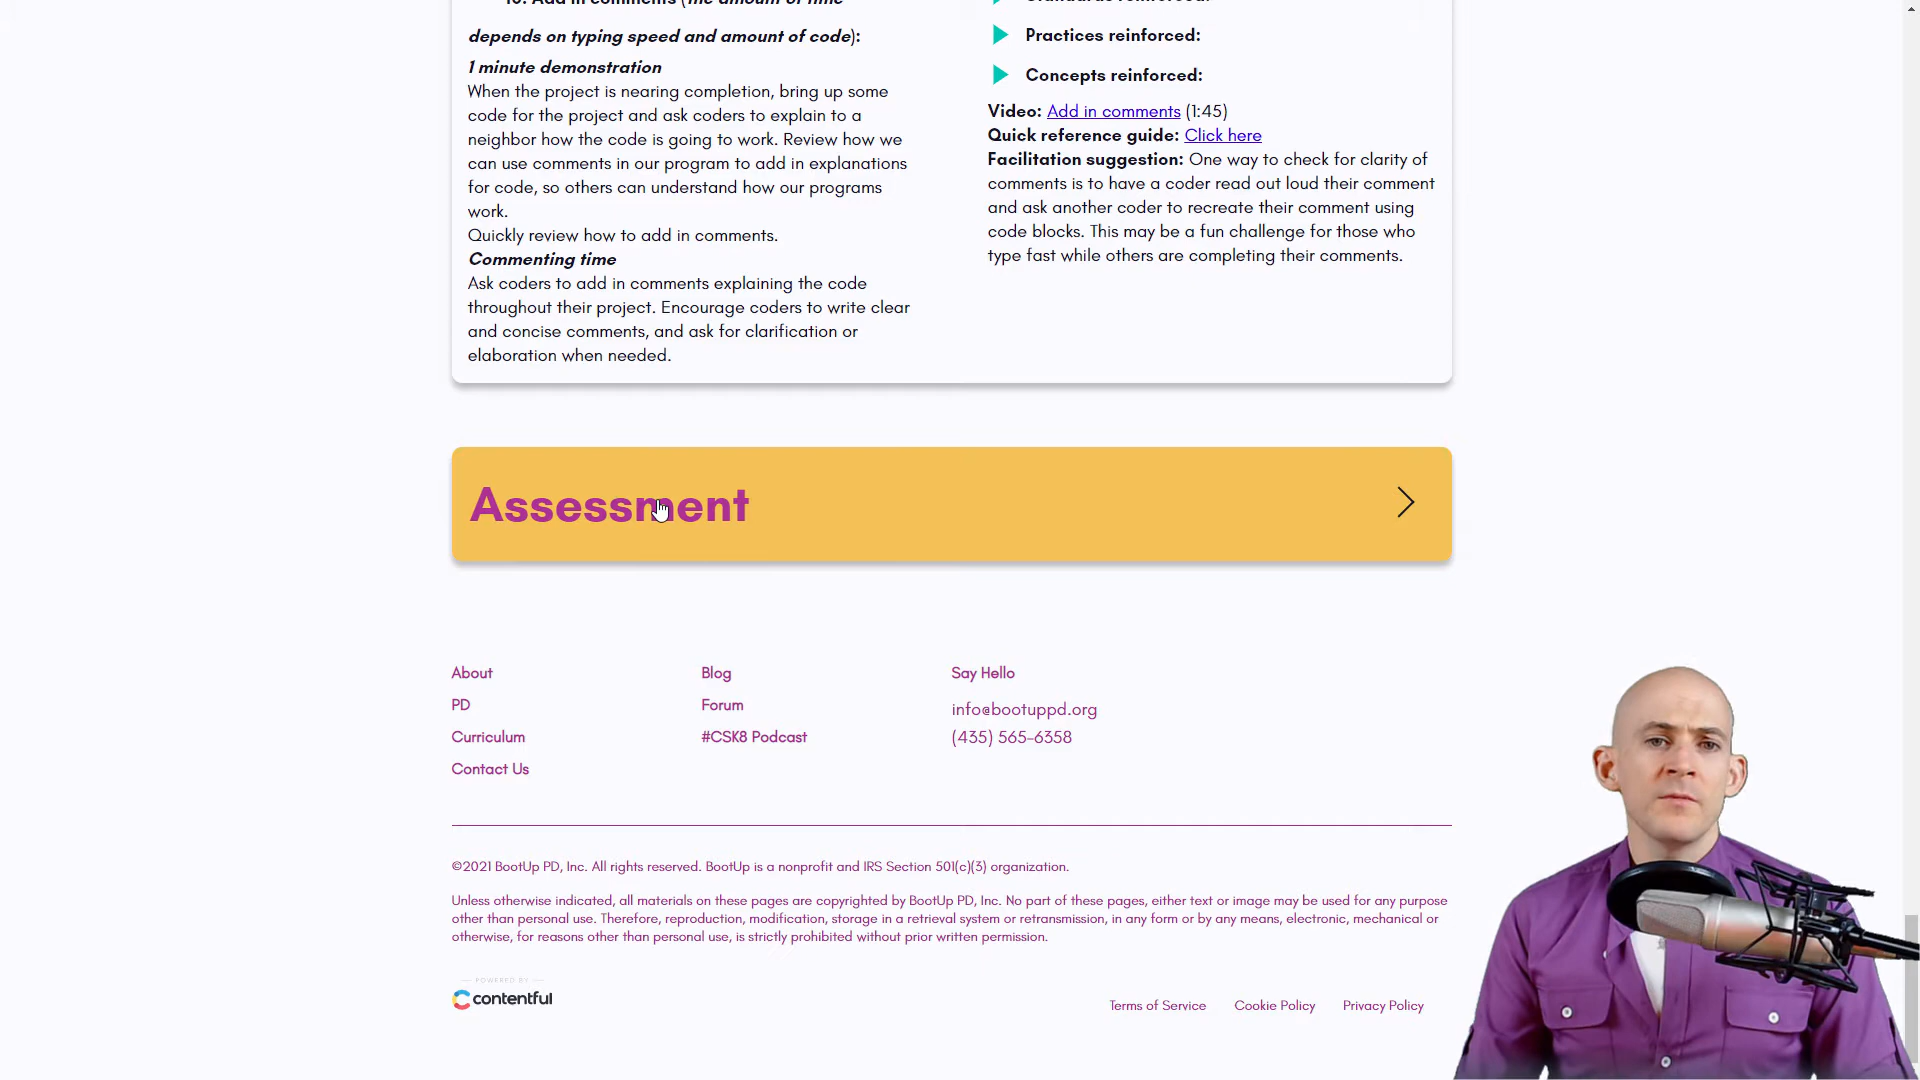 10. Add in comments (the amount of time
depends on typing speed and amount of code):
1 minute demonstration
When the project is nearing completion, bring up some
code for the project and ask coders to explain to a
neighbor how the code is going to work. Review how we
can use comments in our program to add in explanations
for code, so others can understand how our programs
work.
Quickly review how to add in comments.
Commenting time
Ask coders to add in comments explaining the code
throughout their project. Encourage coders to write clear
and concise comments, and ask for clarification or
elaboration when needed.
Standards reinforced:
Practices reinforced:
Concepts reinforced:
Video: Add in comments (1:45)
Quick reference guide: Click here
Facilitation suggestion: One way to check for clarity of
comments is to have a coder read out loud their comment
and ask another coder to recreate their comment using
code blocks. This may be a fun challenge for those who
type fast while others are completing their comments.
Assessment
About
PD
Curriculum
Contact Us
Blog
Forum
#CSK8 Podcast
Say Hello
info@bootuppd.org
(435) 565-6358
©2021 BootUp PD, Inc. All rights reserved. BootUp is a nonprofit and IRS Section 501(c)(3) organization.
Unless otherwise indicated, all materials on these pages are copyrighted by BootUp PD, Inc. No part of these pages, either text or image may be used for any purpose
other than personal use. Therefore, reproduction, modification, storage in a retrieval system or retransmission, in any form or by any means, electronic, mechanical or
otherwise, for reasons other than personal use, is strictly prohibited without prior written permission.
POWERED BY
contentful
Terms of Service Cookie Policy Privacy Policy